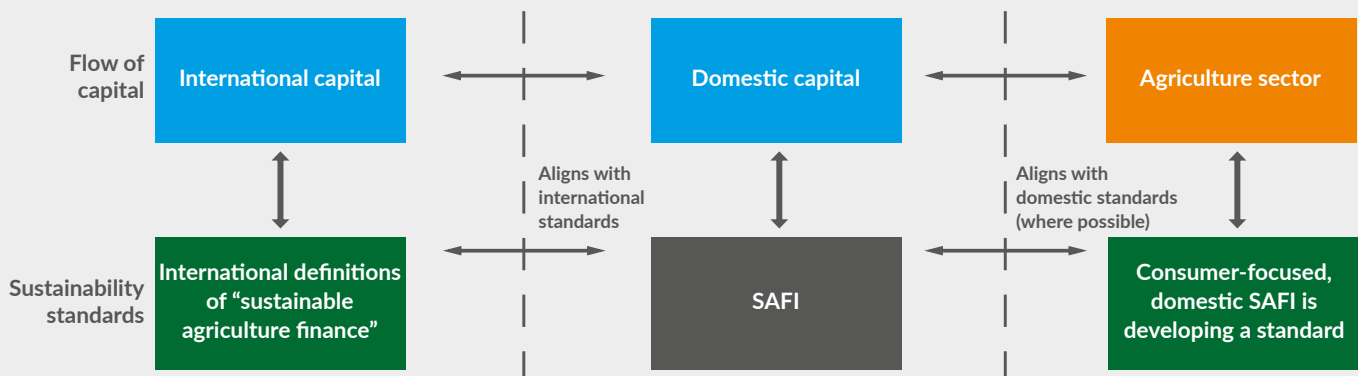 Flow of
capital
International capital
Domestic capital
Agriculture sector
Aligns with
international
standards
Aligns with
domestic standards
(where possible)
Sustainability
standards
International definitions
of “sustainable
agriculture finance”
SAFI
Consumer-focused,
domestic SAFI is
developing a standard